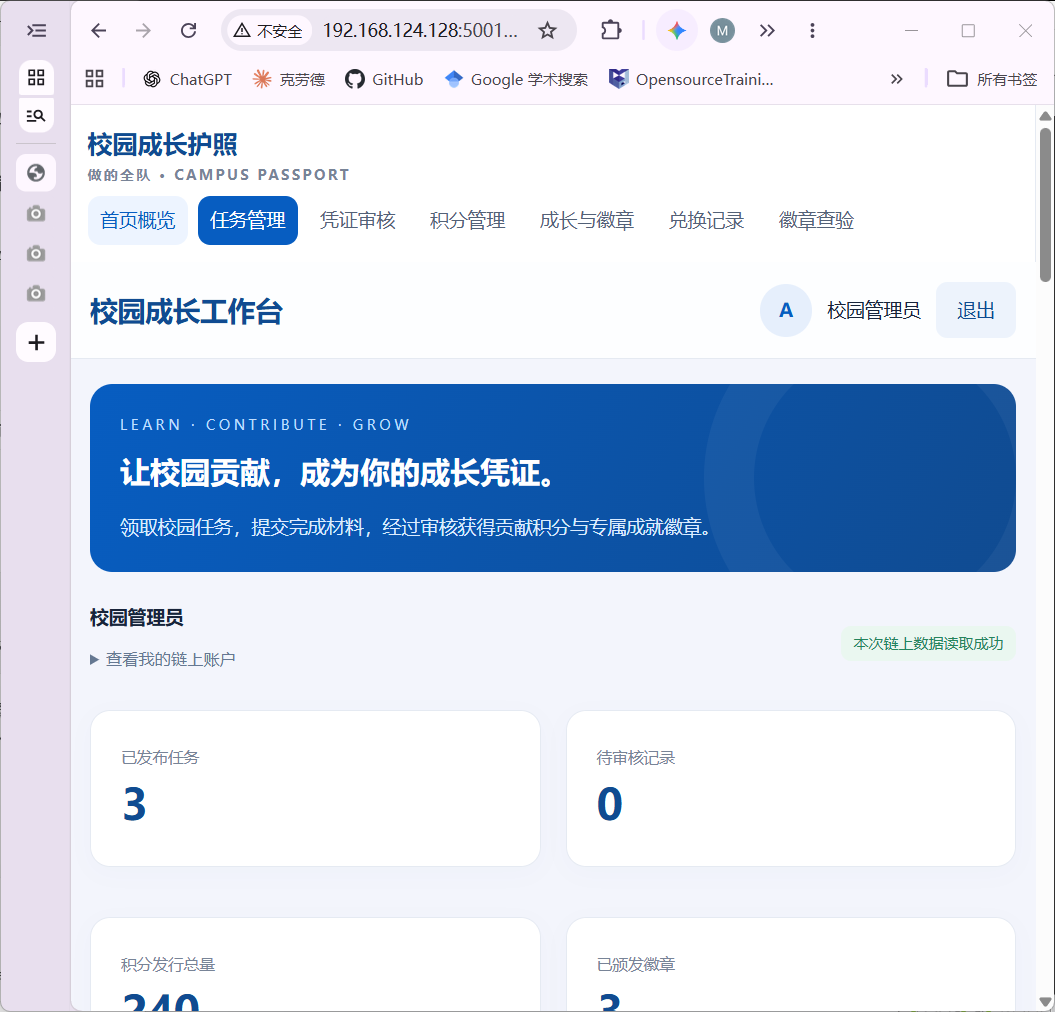 不安全 192.168.124.128:5001... M
ChatGPT 克劳德 GitHub Google 学术搜索 OpensourceTraini... 所有书签
校园成长护照
做的全队 • CAMPUS PASSPORT
首页概览 任务管理 凭证审核 积分管理 成长与徽章 兑换记录 徽章查验
校园成长工作台 A 校园管理员 退出
LEARN · CONTRIBUTE · GROW
让校园贡献，成为你的成长凭证。
领取校园任务，提交完成材料，经过审核获得贡献积分与专属成就徽章。
校园管理员
本次链上数据读取成功
查看我的链上账户
已发布任务 待审核记录
3 0
积分发行总量 已颁发徽章
240 3